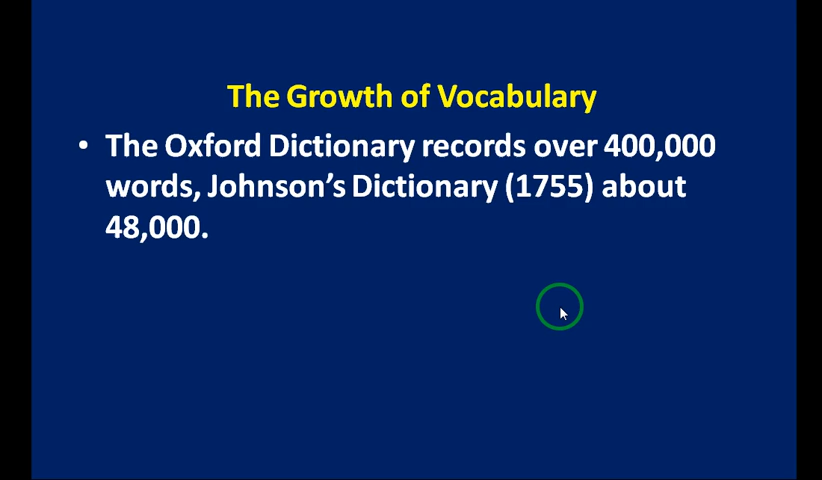 The Growth of Vocabulary
• The Oxford Dictionary records over 400,000
words, Johnson's Dictionary (1755) about
48,000.